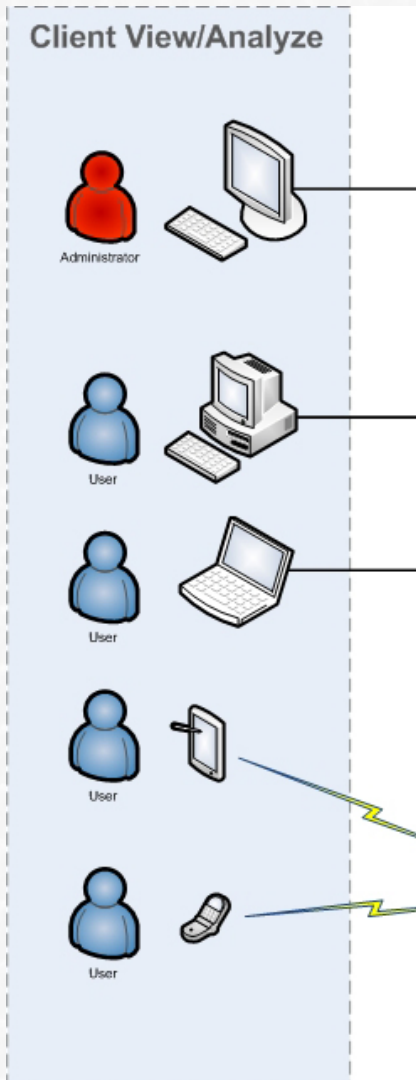 Client View/Analyze
Administrator
User
User
User
User